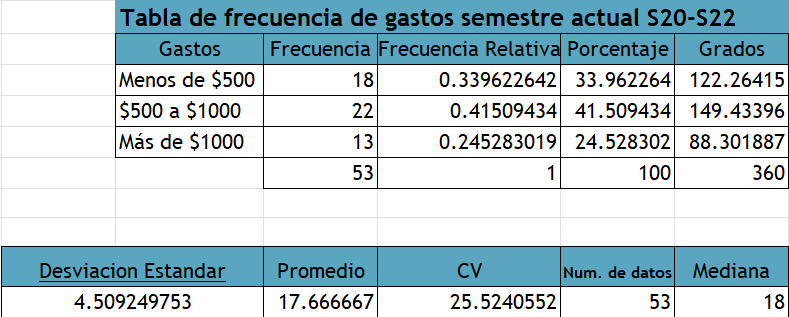 Tabla de frecuencia de gastos semestre actual S20-S22
Gastos Frecuencia Frecuencia Relativa Porcentaje Grados
Menos de $500 18 0.339622642 33.962264 122.26415
$500 a $1000 22 0.41509434 41.509434 149.43396
Más de $1000 13 0.245283019 24.528302 88.301887
53 1 100 360
Desviacion Estandar Promedio CV Num. de datos Mediana
4.509249753 17.666667 25.5240552 53 18